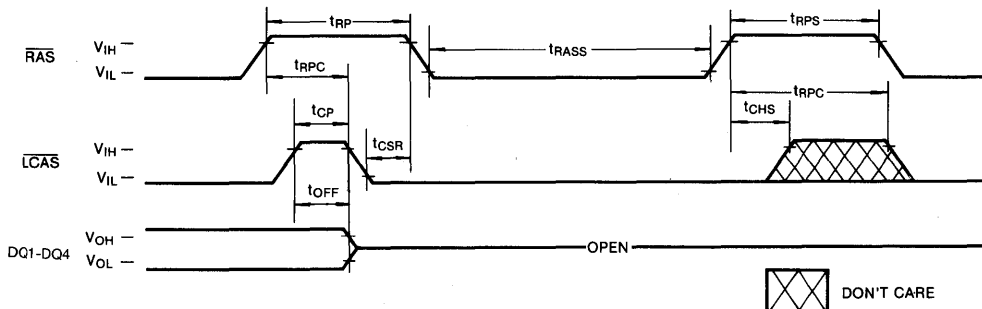 tRP
tRPS
RAS
VIH
VIL
tRASS
tRPC
tRPC
tCP
tCHS
tCSR
LCAS
VIH
VIL
tOFF
DQ1-DQ4
VOH
VOL
OPEN
DON'T CARE